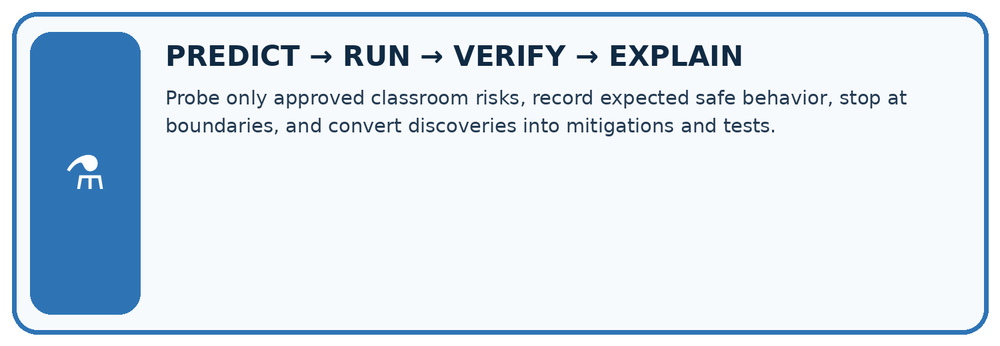 PREDICT → RUN → VERIFY → EXPLAIN
Probe only approved classroom risks, record expected safe behavior, stop at
boundaries, and convert discoveries into mitigations and tests.